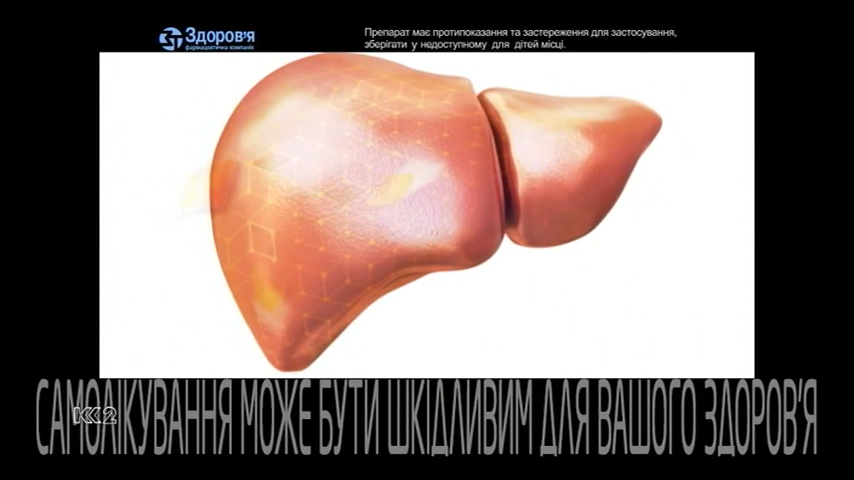 Здоров'я
фармацевтична компанія
Препарат має протипоказання та застереження для застосування,
зберігати у недоступному для дітей місці.
САМОЛІКУВАННЯ МОЖЕ БУТИ ШКІДЛИВИМ ДЛЯ ВАШОГО ЗДОРОВ'Я
К2